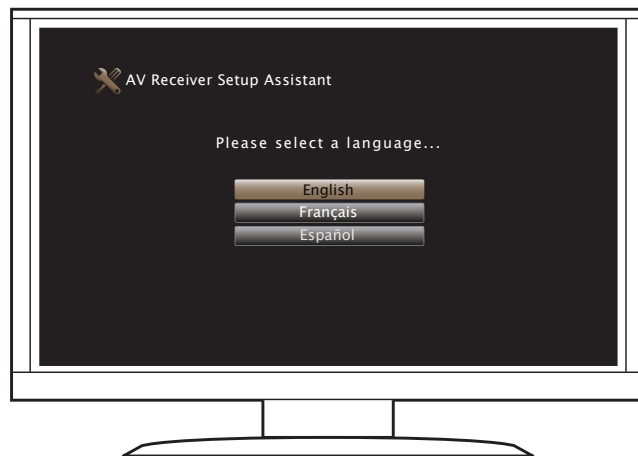 AV Receiver Setup Assistant
Please select a language...
English
Français
Español